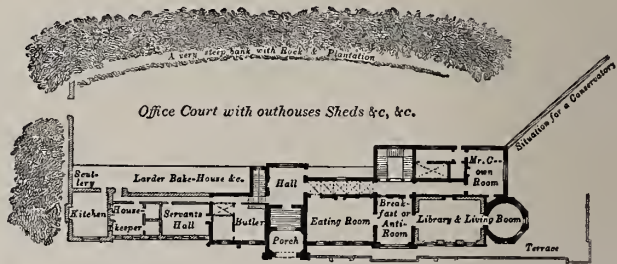 A very steep bank with Rock & Plantation
Office Court with outhouses Sheds &c, &c.
Situation for a Conservatory
Scul-
lery
Larder Bake-House &c.
Hall
Mr. C--
own
Room
Kitchen
House-
keeper
Servants
Hall
Butler
Porch
Eating Room
Break-
fast or
Anti-
Room
Library & Living Room
Terrace